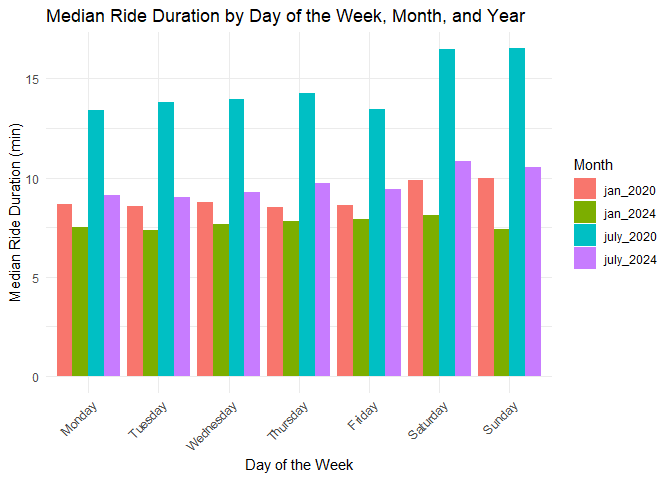 Median Ride Duration by Day of the Week, Month, and Year
Median Ride Duration (min)
15
10
5
0
Monday
Tuesday
Wednesday
Thursday
Friday
Saturday
Sunday
Day of the Week
Month
jan_2020
jan_2024
july_2020
july_2024